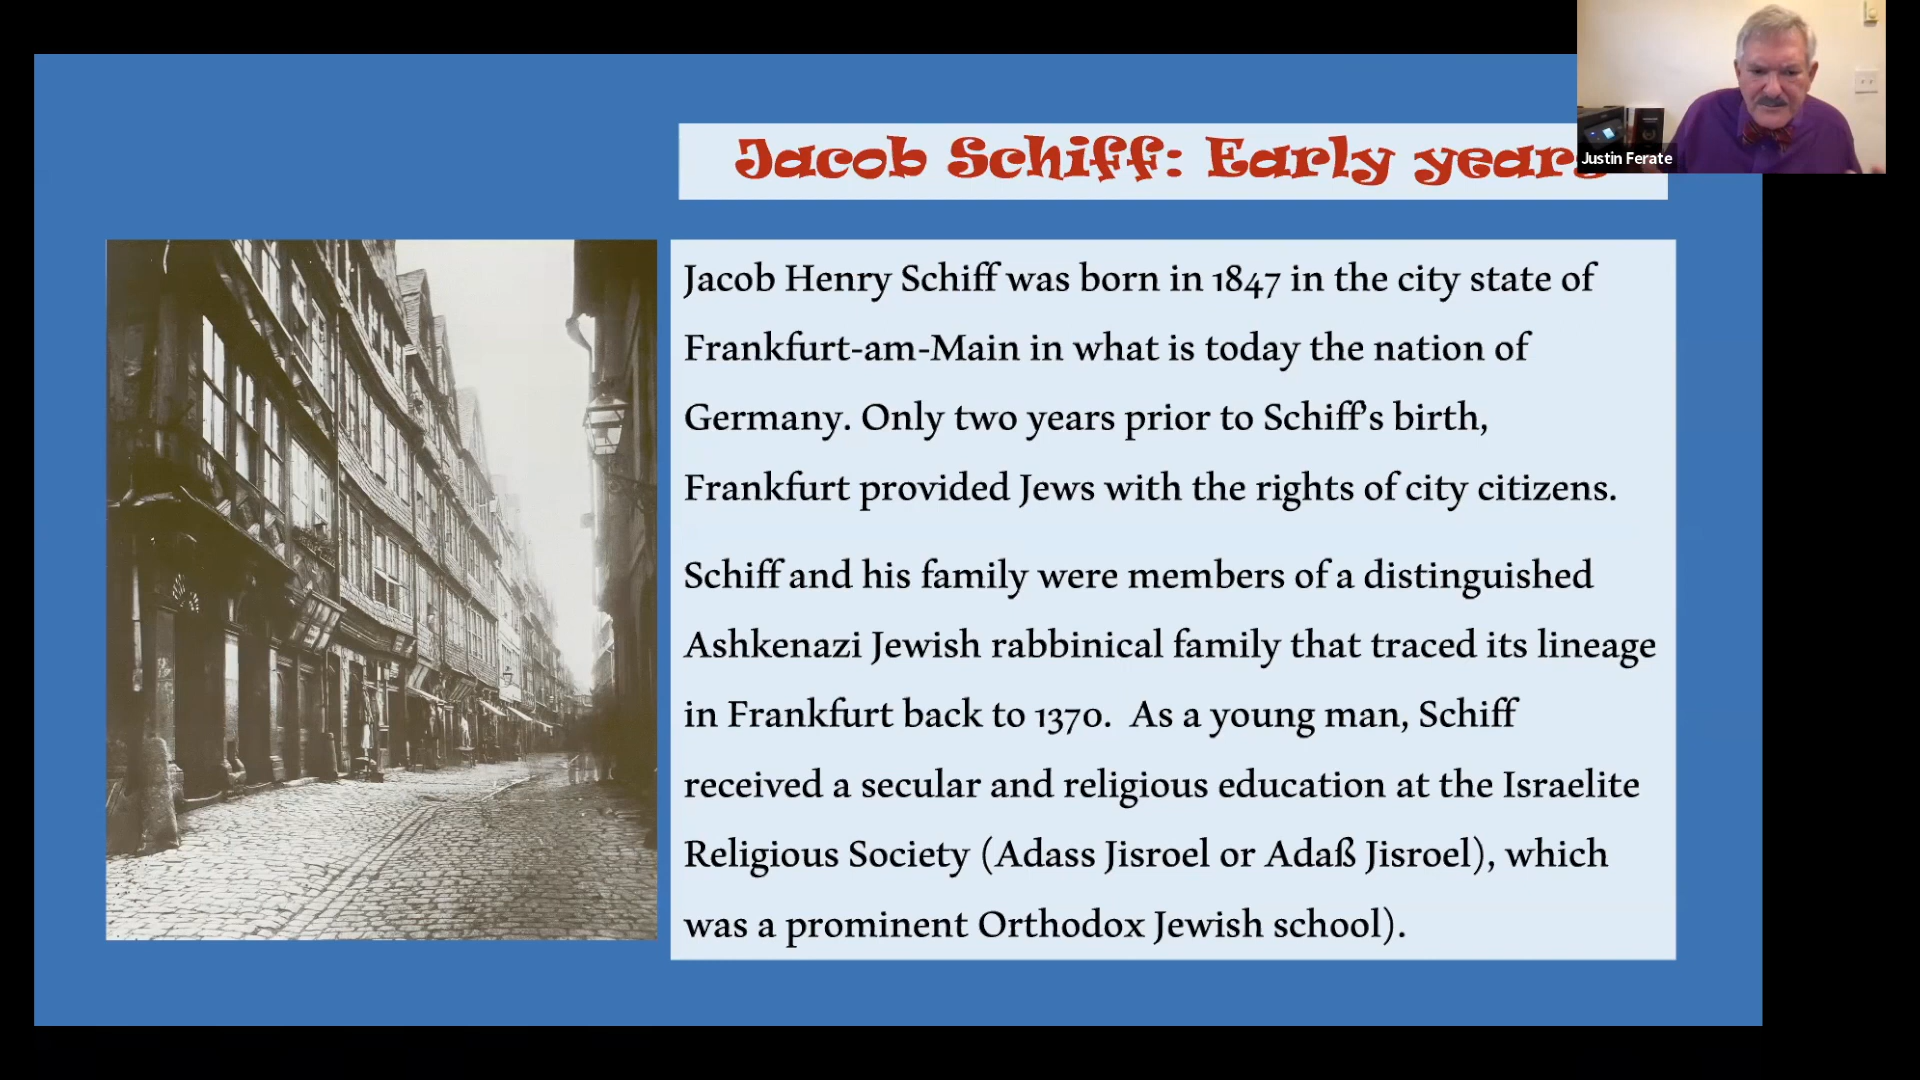 Jacob Schiff: Early years
Justin Ferate
Jacob Henry Schiff was born in 1847 in the city state of
Frankfurt-am-Main in what is today the nation of
Germany. Only two years prior to Schiff's birth,
Frankfurt provided Jews with the rights of city citizens.
Schiff and his family were members of a distinguished
Ashkenazi Jewish rabbinical family that traced its lineage
in Frankfurt back to 1370. As a young man, Schiff
received a secular and religious education at the Israelite
Religious Society (Adass Jisroel or Adaß Jisroel), which
was a prominent Orthodox Jewish school).